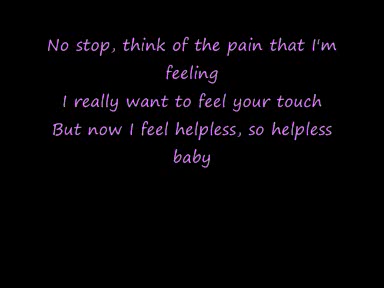 No stop, think of the pain that I'm
feeling
I really want to feel your touch
But now I feel helpless, so helpless
baby